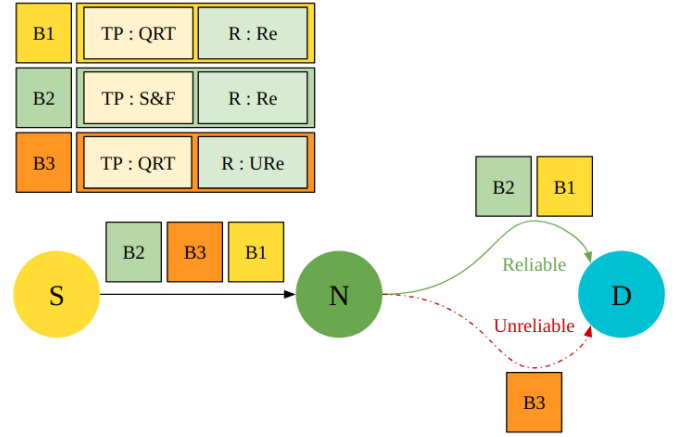 B1 TP : QRT R : Re
B2 TP : S&F R : Re
B3 TP : QRT R : URe
B2 B1
B2 B3 B1
Reliable
S N D
Unreliable
B3